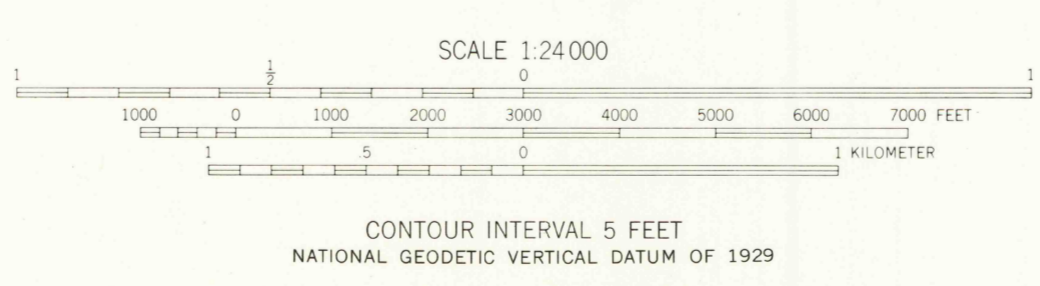 SCALE 1:24 000
1 1/2 0 1
1000 0 1000 2000 3000 4000 5000 6000 7000 FEET
1 .5 0 1 KILOMETER
CONTOUR INTERVAL 5 FEET
NATIONAL GEODETIC VERTICAL DATUM OF 1929